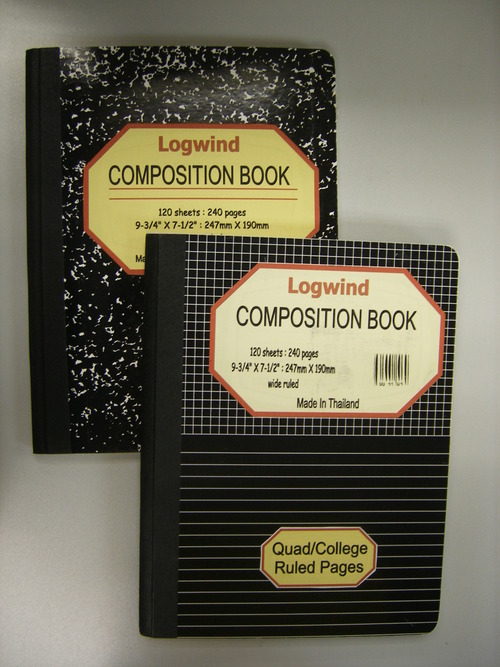 Logwind
COMPOSITION BOOK
120 sheets : 240 pages
9-3/4" X 7-1/2" : 247mm X 190mm
Logwind
COMPOSITION BOOK
120 sheets : 240 pages
9-3/4" X 7-1/2" : 247mm X 190mm
wide ruled
Made In Thailand
Quad/College
Ruled Pages